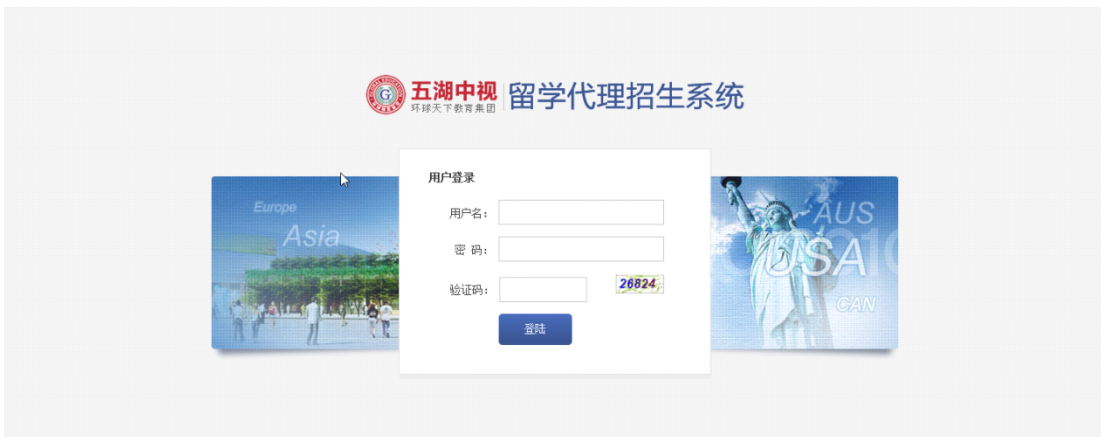 五湖中视
环球天下教育集团
留学代理招生系统
用户登录
用户名：
密 码：
验证码：
26824
登陆
Europe
Asia
AUS
USA
CAN